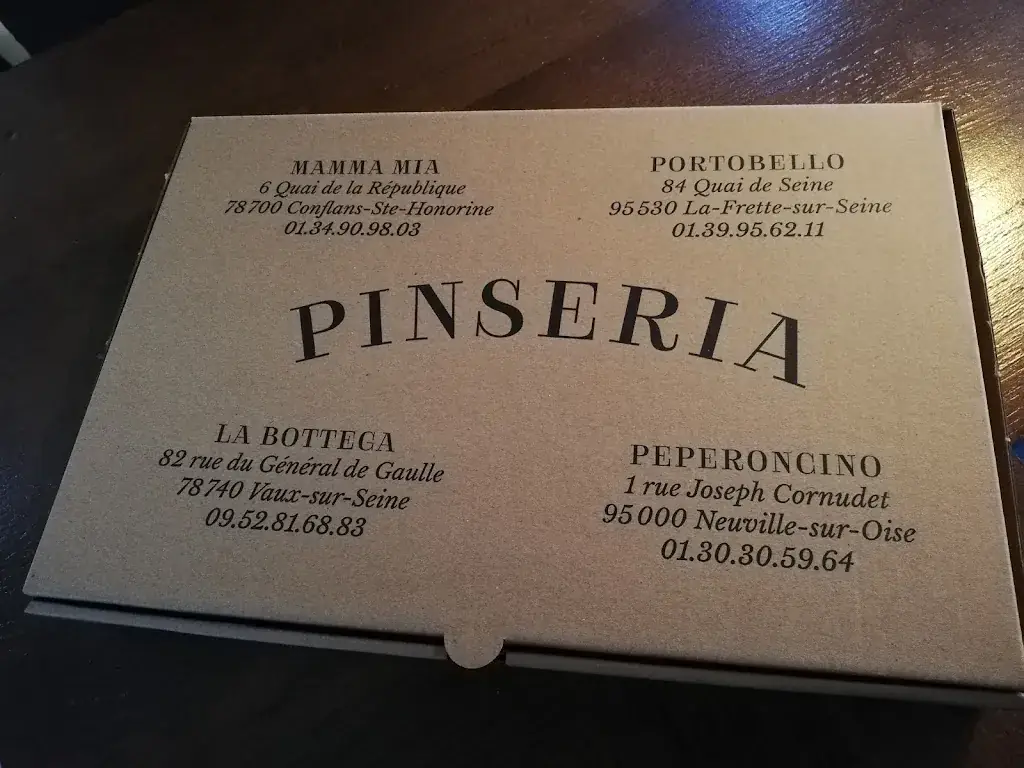 MAMMA MIA
6 Quai de la République
78700 Conflans-Ste-Honorine
01.34.90.98.03
PORTOBELLO
84 Quai de Seine
95530 La-Frette-sur-Seine
01.39.95.62.11
PINSERIA
LA BOTTEGA
82 rue du Général de Gaulle
78740 Vaux-sur-Seine
09.52.81.68.83
PEPERONCINO
1 rue Joseph Cornudet
95000 Neuville-sur-Oise
01.30.30.59.64